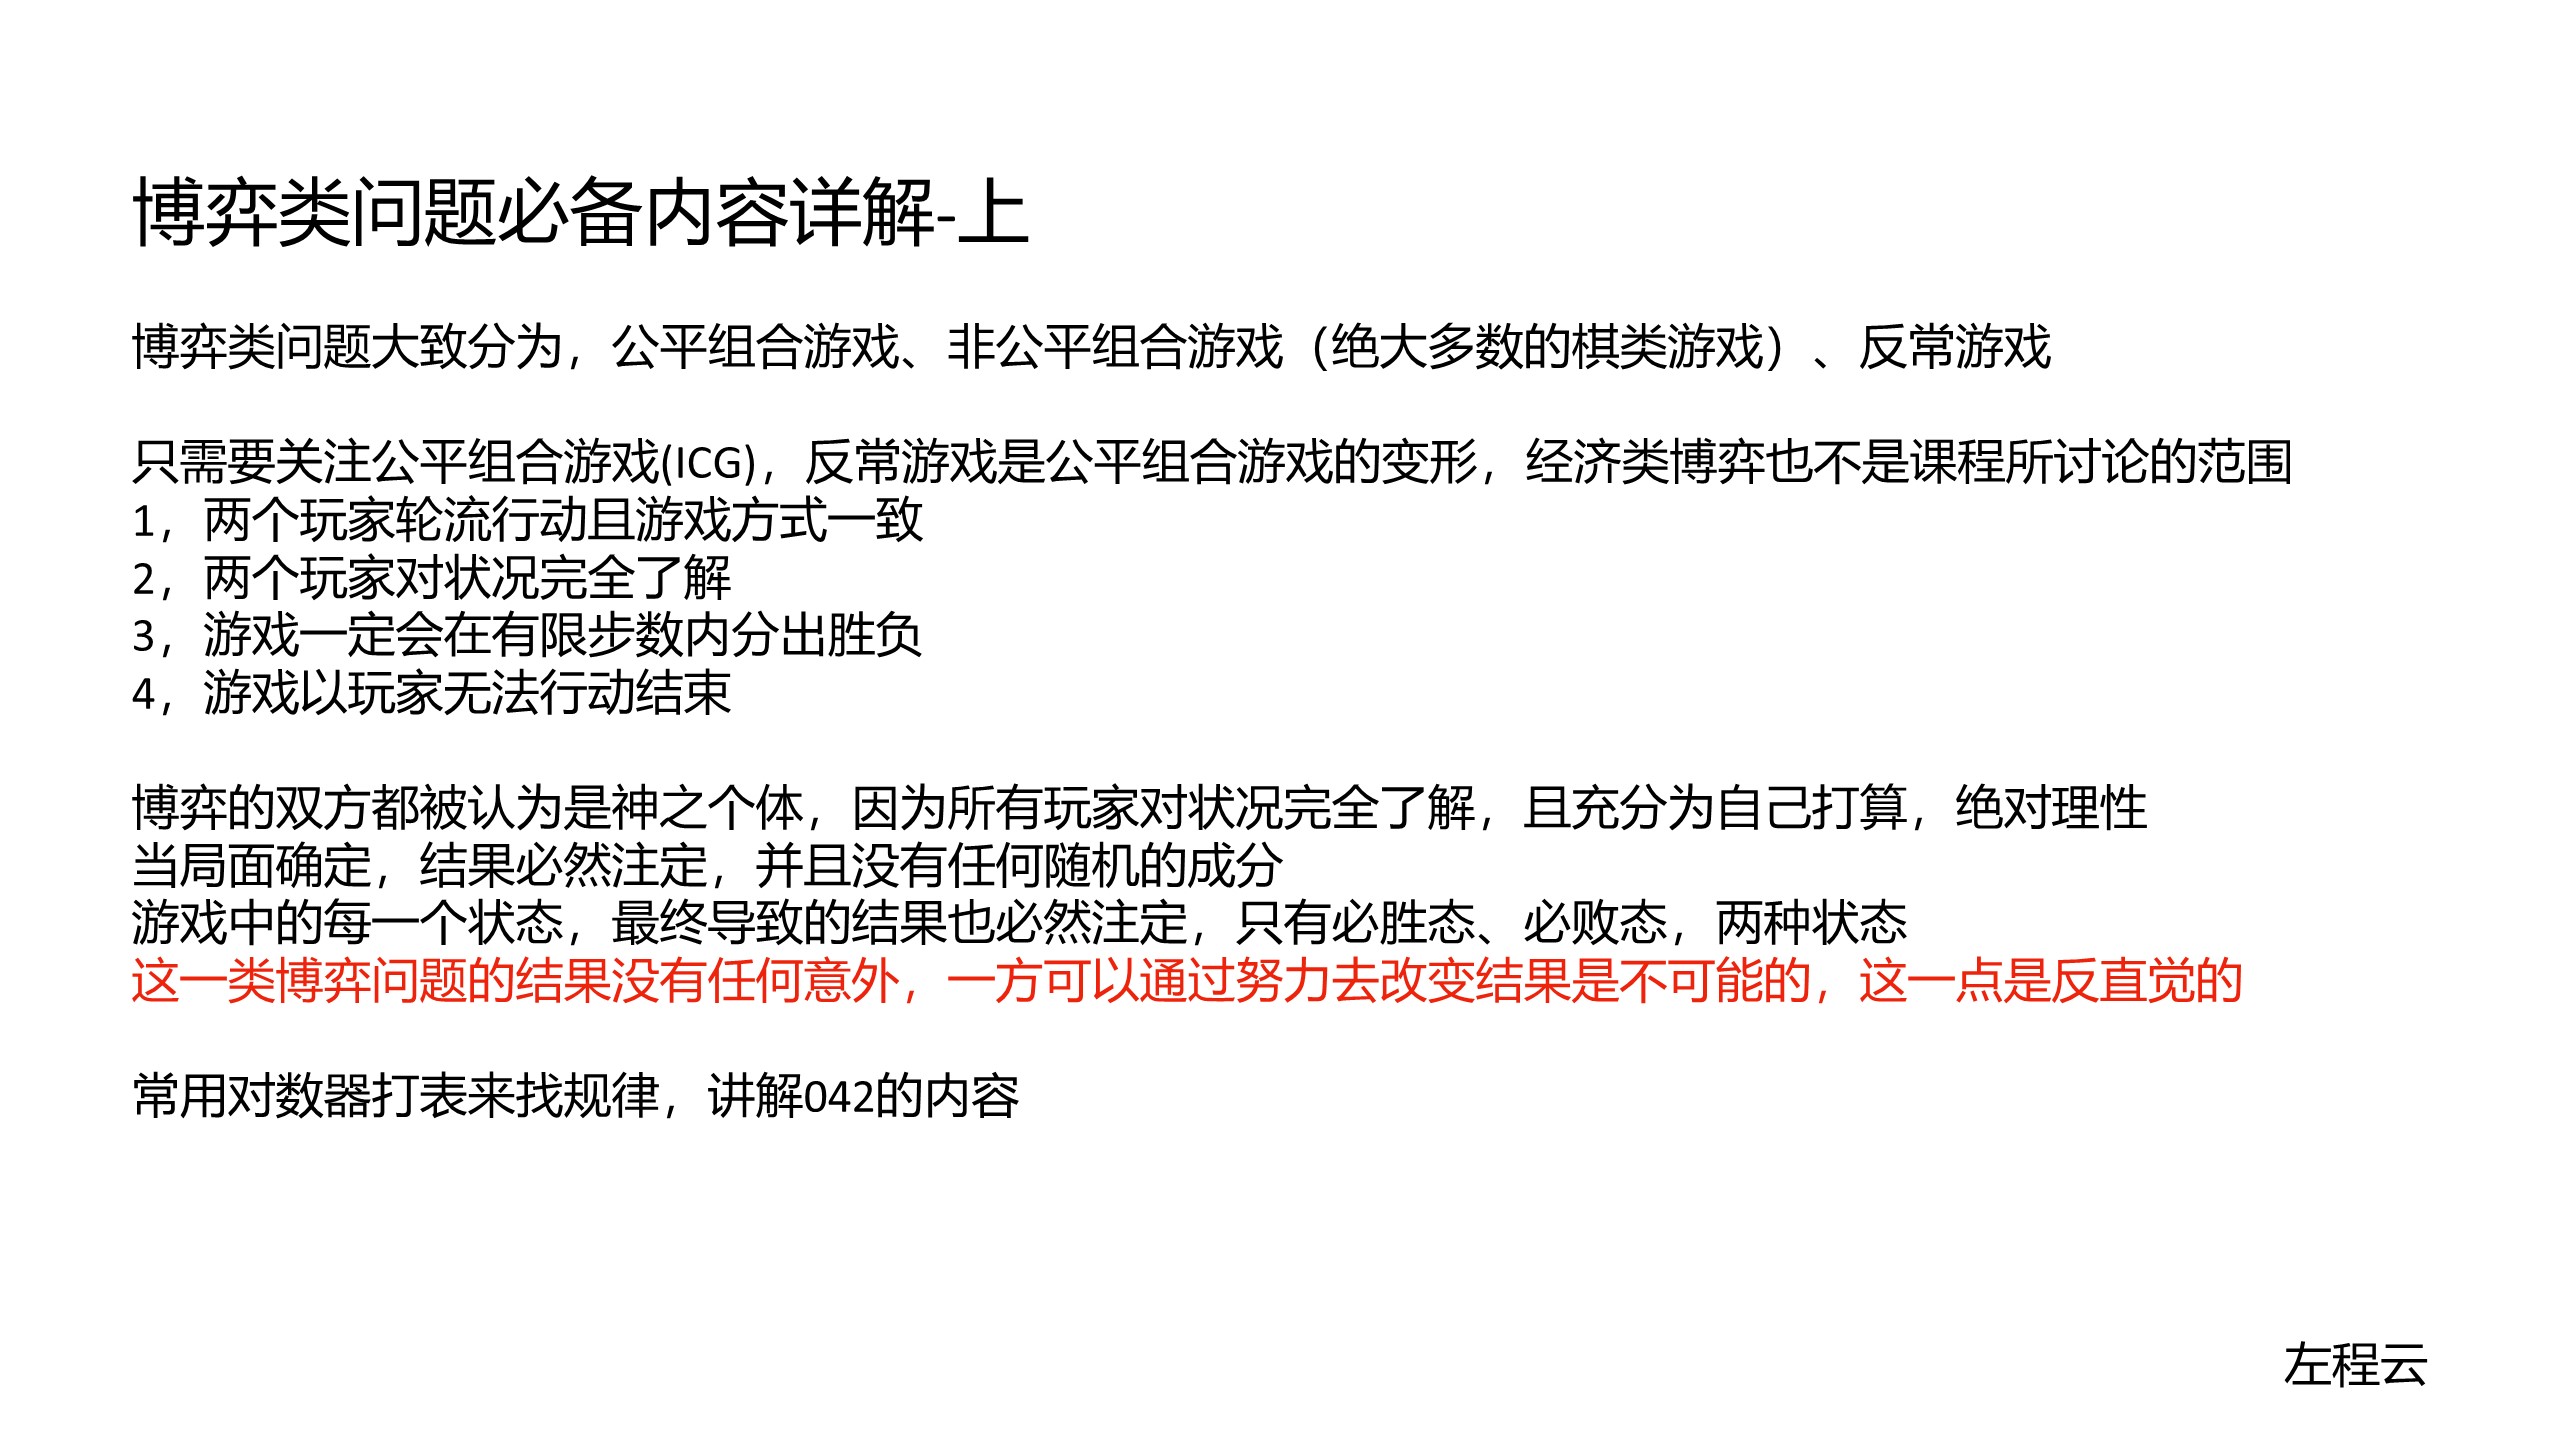 博弈类问题必备内容详解-上
博弈类问题大致分为，公平组合游戏、非公平组合游戏（绝大多数的棋类游戏）、反常游戏
只需要关注公平组合游戏(ICG)，反常游戏是公平组合游戏的变形，经济类博弈也不是课程所讨论的范围
1，两个玩家轮流行动且游戏方式一致
2，两个玩家对状况完全了解
3，游戏一定会在有限步数内分出胜负
4，游戏以玩家无法行动结束
博弈的双方都被认为是神之个体，因为所有玩家对状况完全了解，且充分为自己打算，绝对理性
当局面确定，结果必然注定，并且没有任何随机的成分
游戏中的每一个状态，最终导致的结果也必然注定，只有必胜态、必败态，两种状态
这一类博弈问题的结果没有任何意外，一方可以通过努力去改变结果是不可能的，这一点是反直觉的
常用对数器打表来找规律，讲解042的内容
左程云